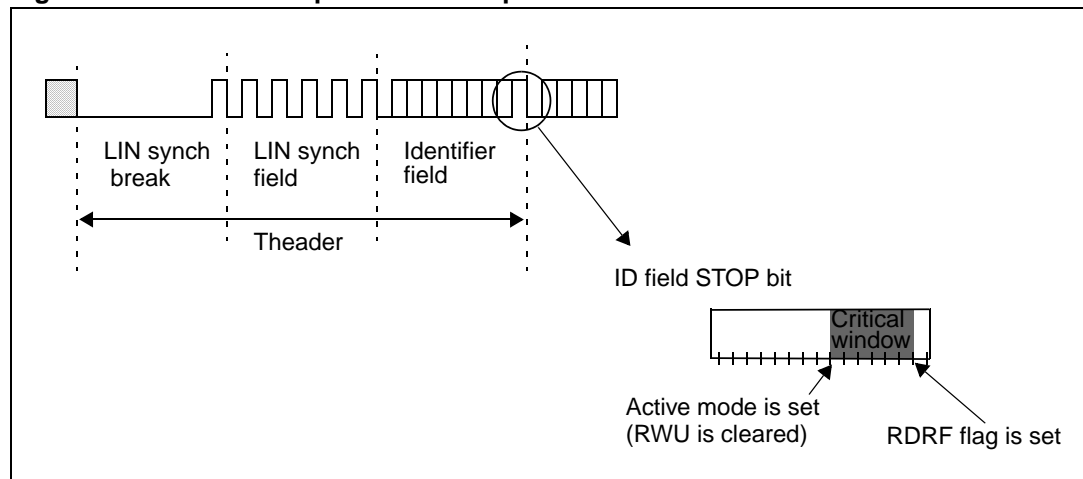 LIN synch
break
LIN synch
field
Identifier
field
Theader
ID field STOP bit
Critical
window
Active mode is set
(RWU is cleared)
RDRF flag is set